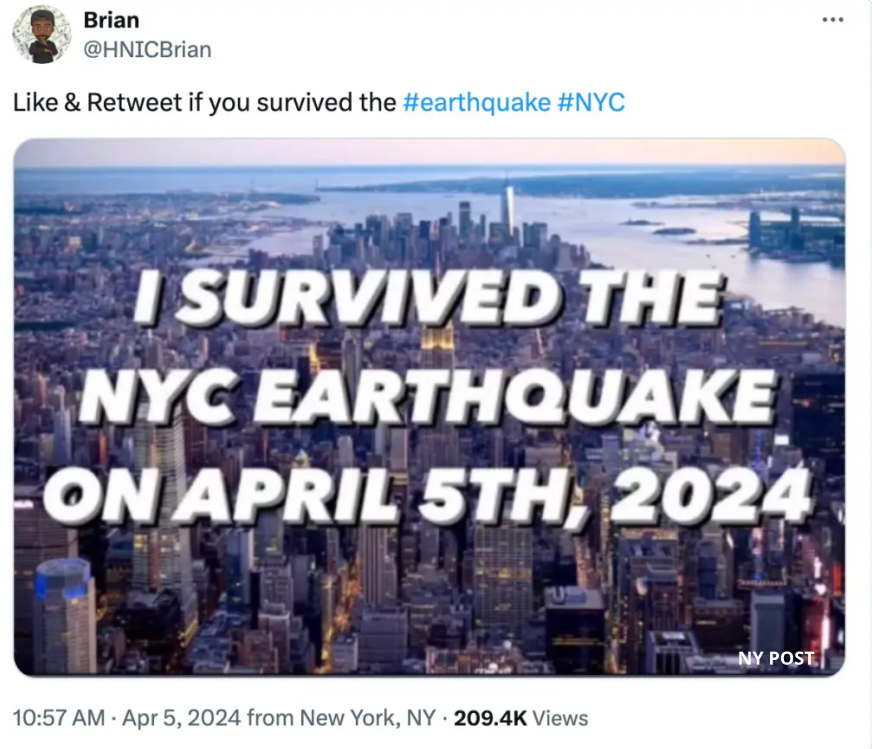 Brian
@HNICBrian
Like & Retweet if you survived the #earthquake #NYC
I SURVIVED THE
NYC EARTHQUAKE
ON APRIL 5TH, 2024
NY POST
10:57 AM · Apr 5, 2024 from New York, NY · 209.4K Views